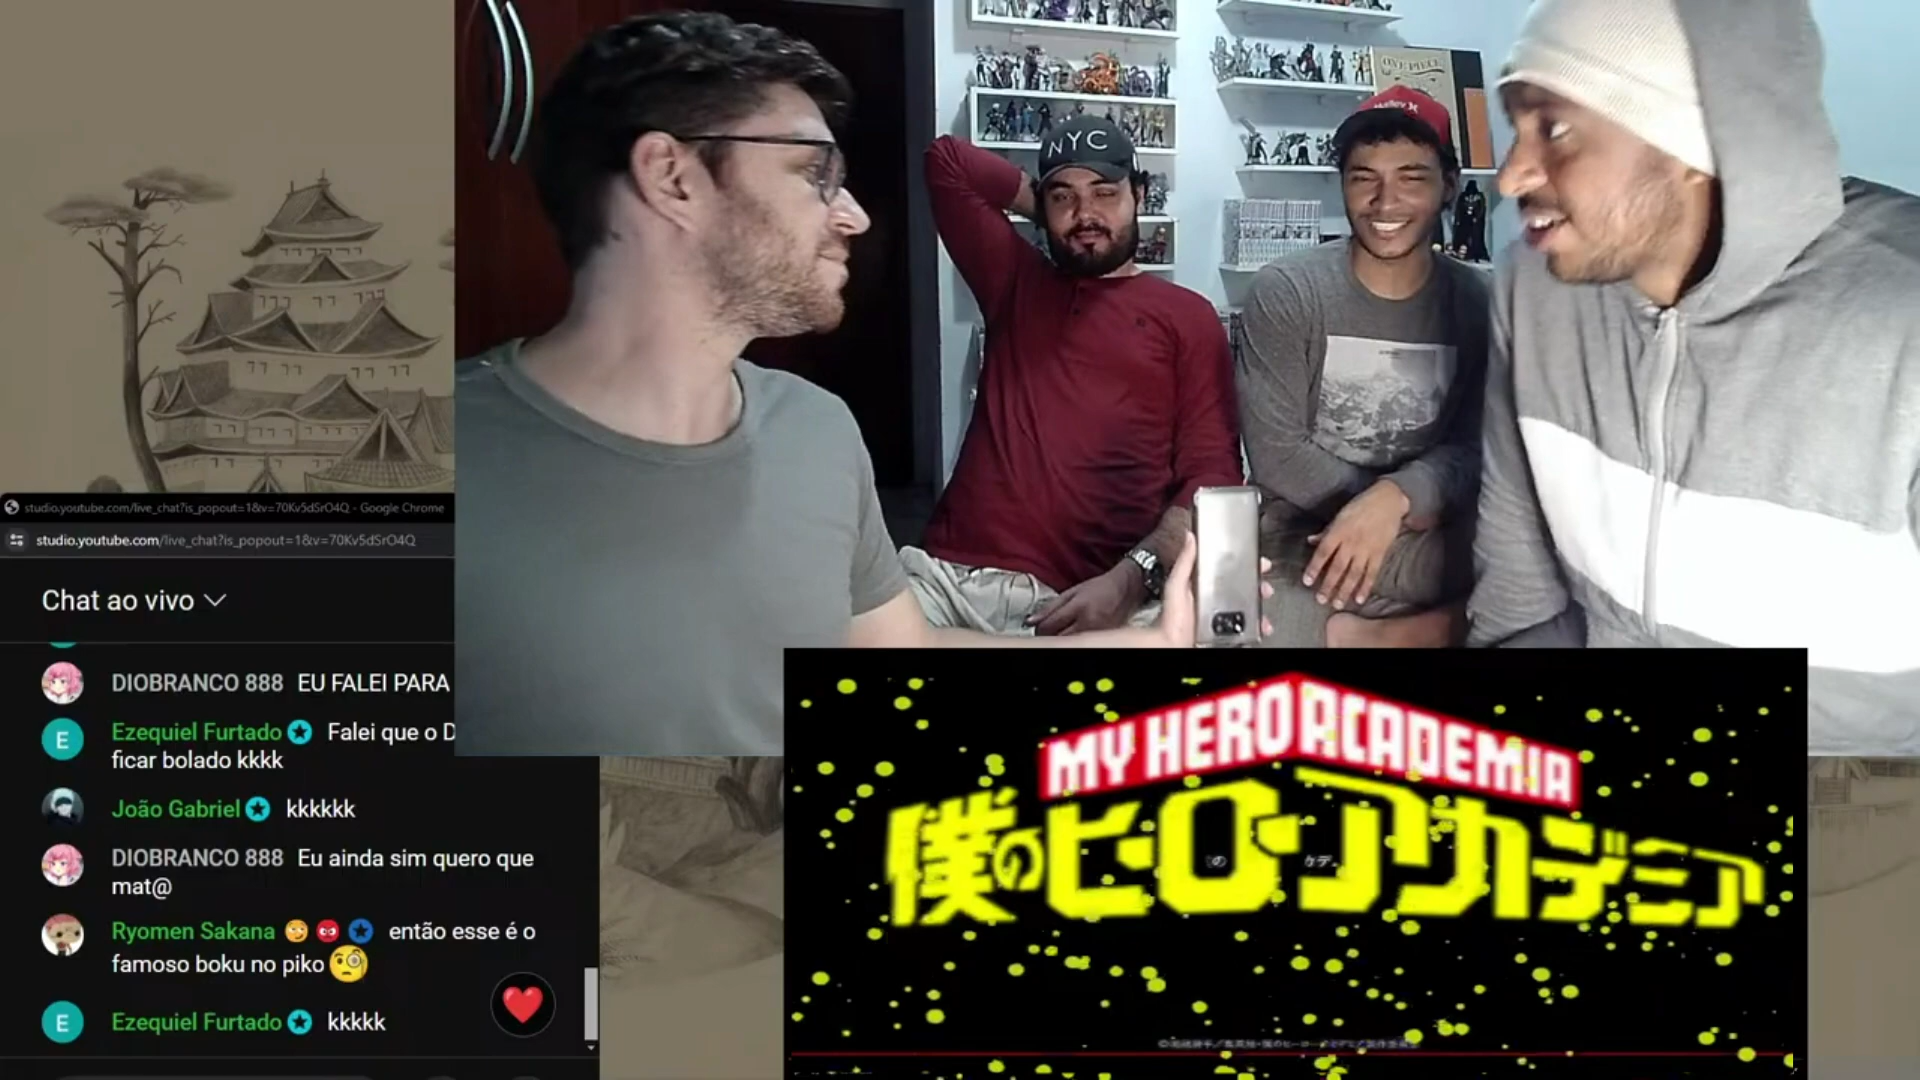 NYC
Hurley X
ONE PIECE
studio.youtube.com/live_chat?is_popout=1&v=70Kv5dSrO4Q - Google Chrome
studio.youtube.com/live_chat?is_popout=1&v=70Kv5dSrO4Q
Chat ao vivo
DIOBRANCO 888 EU FALEI PARA
Ezequiel Furtado Falei que o D
ficar bolado kkkk
João Gabriel kkkkkk
DIOBRANCO 888 Eu ainda sim quero que
mat@
Ryomen Sakana então esse é o
famoso boku no piko
Ezequiel Furtado kkkkk
MY HERO ACADEMIA
僕のヒーローアカデミア